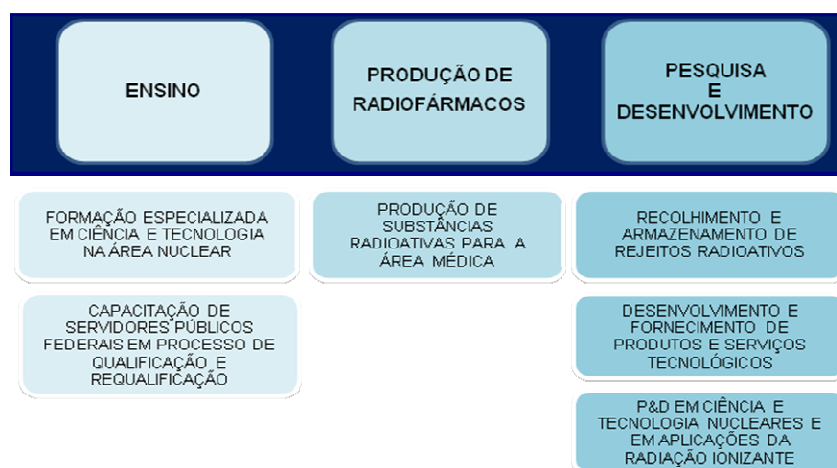 ENSINO
PRODUÇÃO DE
RADIOFÁRMACOS
PESQUISA
E
DESENVOLVIMENTO
FORMAÇÃO ESPECIALIZADA
EM CIÊNCIA E TECNOLOGIA
NA ÁREA NUCLEAR
CAPACITAÇÃO DE
SERVIDORES PÚBLICOS
FEDERAIS EM PROCESSO DE
QUALIFICAÇÃO E
REQUALIFICAÇÃO
PRODUÇÃO DE
SUBSTÂNCIAS
RADIOATIVAS PARA A
ÁREA MÉDICA
RECOLHIMENTO E
ARMAZENAMENTO DE
REJEITOS RADIOATIVOS
DESENVOLVIMENTO E
FORNECIMENTO DE
PRODUTOS E SERVIÇOS
TECNOLÓGICOS
P&D EM CIÊNCIA E
TECNOLOGIA NUCLEARES E
EM APLICAÇÕES DA
RADIAÇÃO IONIZANTE